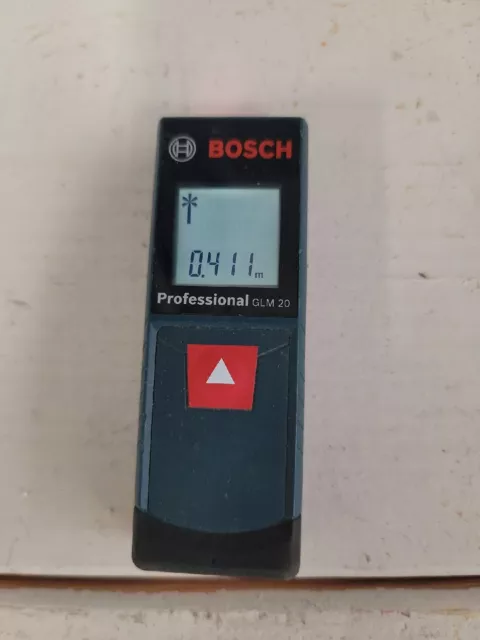 BOSCH
0.411 m
Professional GLM 20